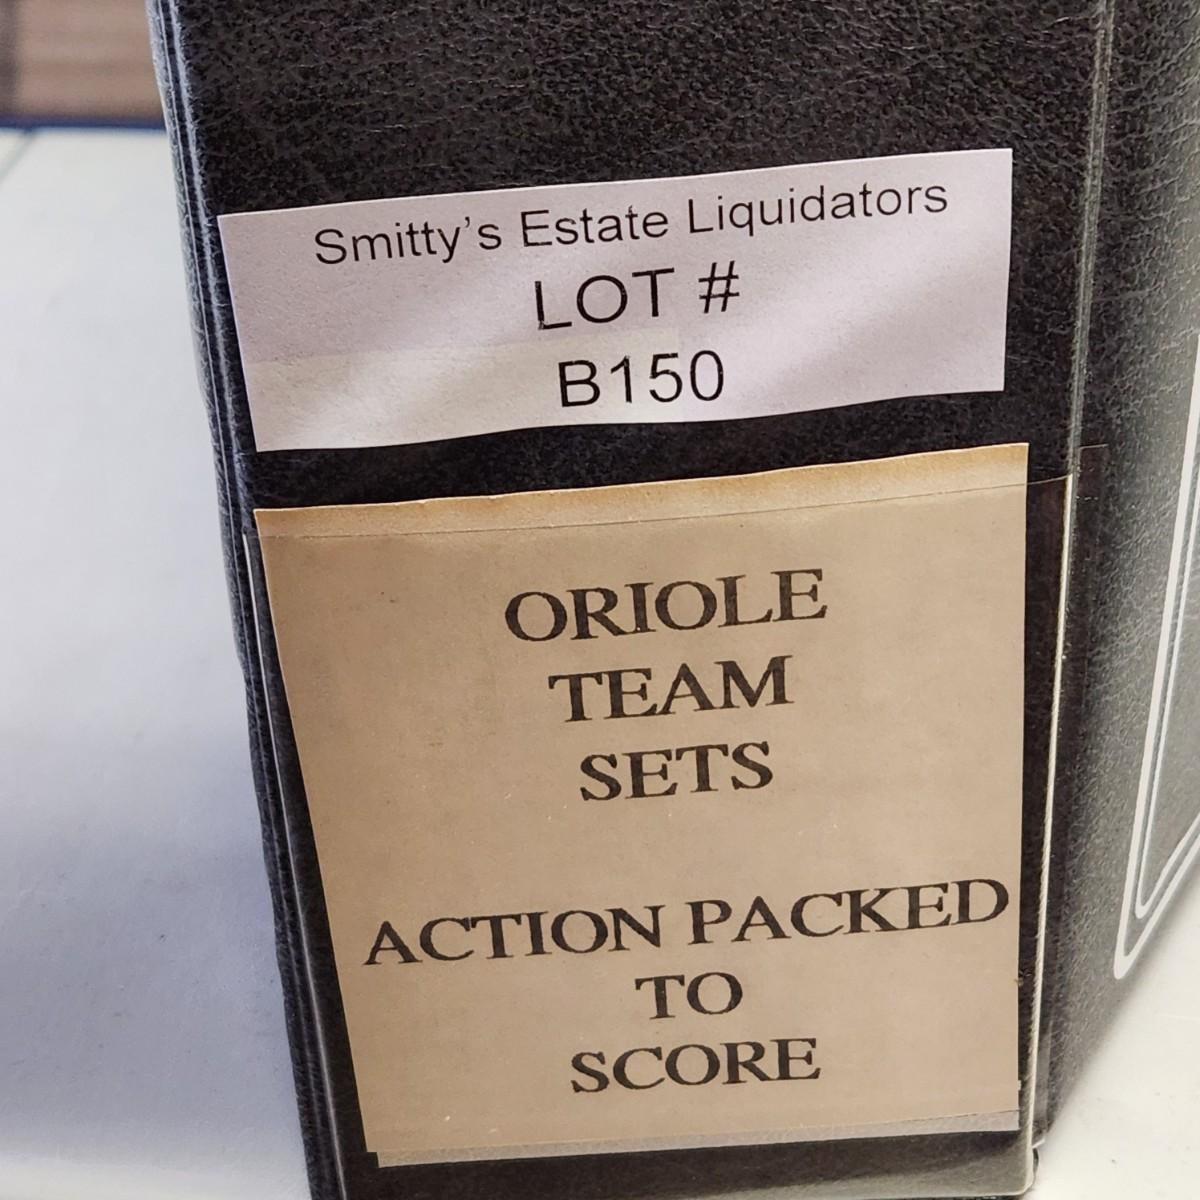 Smitty's Estate Liquidators
LOT #
B150
ORIOLE
TEAM
SETS
ACTION PACKED
TO
SCORE